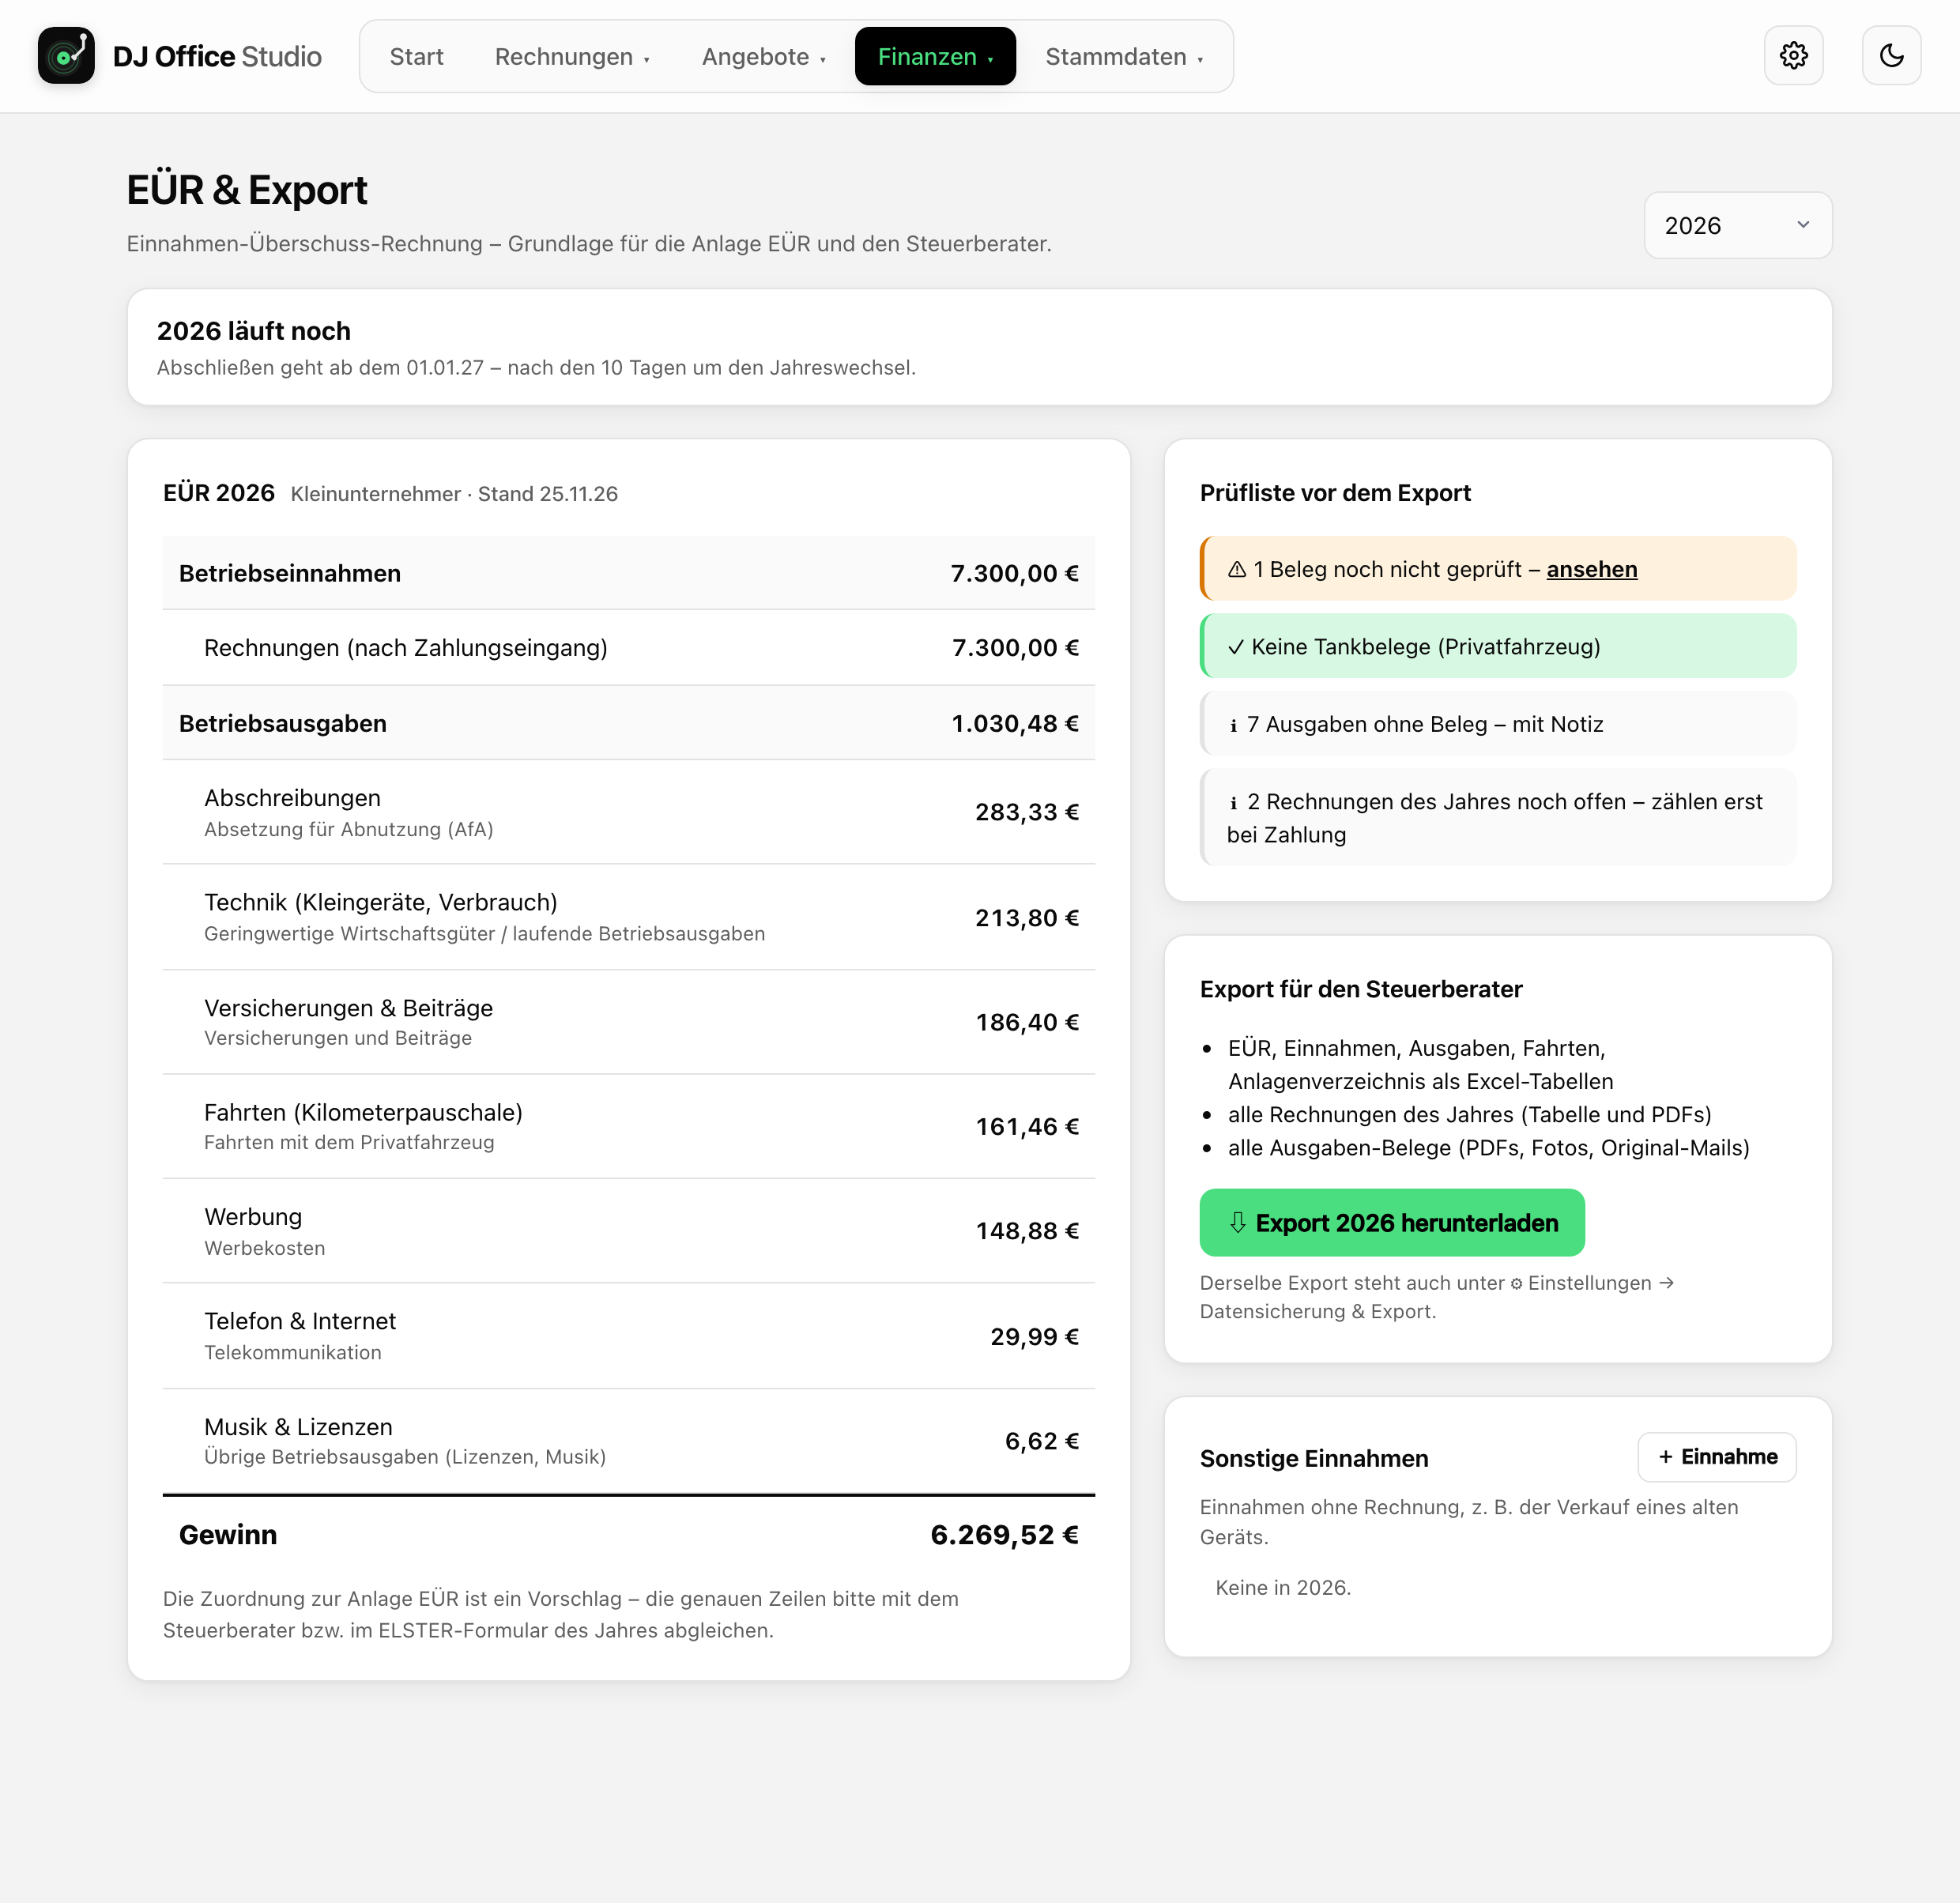 DJ Office Studio
Start
Rechnungen ▾
Angebote ▾
Finanzen ▾
Stammdaten ▾
EÜR & Export
Einnahmen-Überschuss-Rechnung – Grundlage für die Anlage EÜR und den Steuerberater.
2026
2026 läuft noch
Abschließen geht ab dem 01.01.27 – nach den 10 Tagen um den Jahreswechsel.
EÜR 2026 Kleinunternehmer · Stand 25.11.26
Betriebseinnahmen 7.300,00 €
Rechnungen (nach Zahlungseingang) 7.300,00 €
Betriebsausgaben 1.030,48 €
Abschreibungen 283,33 €
Absetzung für Abnutzung (AfA)
Technik (Kleingeräte, Verbrauch) 213,80 €
Geringwertige Wirtschaftsgüter / laufende Betriebsausgaben
Versicherungen & Beiträge 186,40 €
Versicherungen und Beiträge
Fahrten (Kilometerpauschale) 161,46 €
Fahrten mit dem Privatfahrzeug
Werbung 148,88 €
Werbekosten
Telefon & Internet 29,99 €
Telekommunikation
Musik & Lizenzen 6,62 €
Übrige Betriebsausgaben (Lizenzen, Musik)
Gewinn 6.269,52 €
Die Zuordnung zur Anlage EÜR ist ein Vorschlag – die genauen Zeilen bitte mit dem
Steuerberater bzw. im ELSTER-Formular des Jahres abgleichen.
Prüfliste vor dem Export
⚠ 1 Beleg noch nicht geprüft – ansehen
✓ Keine Tankbelege (Privatfahrzeug)
ℹ 7 Ausgaben ohne Beleg – mit Notiz
ℹ 2 Rechnungen des Jahres noch offen – zählen erst
bei Zahlung
Export für den Steuerberater
• EÜR, Einnahmen, Ausgaben, Fahrten,
Anlagenverzeichnis als Excel-Tabellen
• alle Rechnungen des Jahres (Tabelle und PDFs)
• alle Ausgaben-Belege (PDFs, Fotos, Original-Mails)
⇩ Export 2026 herunterladen
Derselbe Export steht auch unter ⚙ Einstellungen →
Datensicherung & Export.
Sonstige Einnahmen
+ Einnahme
Einnahmen ohne Rechnung, z. B. der Verkauf eines alten
Geräts.
Keine in 2026.